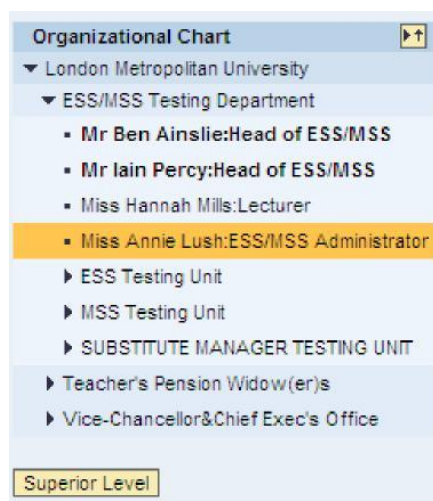 Organizational Chart
London Metropolitan University
ESS/MSS Testing Department
Mr Ben Ainslie:Head of ESS/MSS
Mr Iain Percy:Head of ESS/MSS
Miss Hannah Mills:Lecturer
Miss Annie Lush:ESS/MSS Administrator
ESS Testing Unit
MSS Testing Unit
SUBSTITUTE MANAGER TESTING UNIT
Teacher's Pension Widow(er)s
Vice-Chancellor&Chief Exec's Office
Superior Level